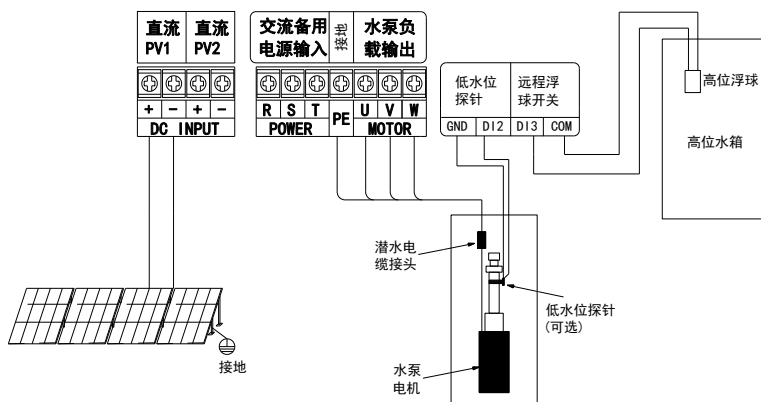 直流 直流
PV1 PV2
+ − + −
DC INPUT
交流备用
电源输入
接地
水泵负
载输出
R S T PE U V W
POWER MOTOR
低水位
探针
远程浮
球开关
GND DI2 DI3 COM
高位浮球
高位水箱
潜水电
缆接头
低水位探针
(可选)
水泵
电机
接地